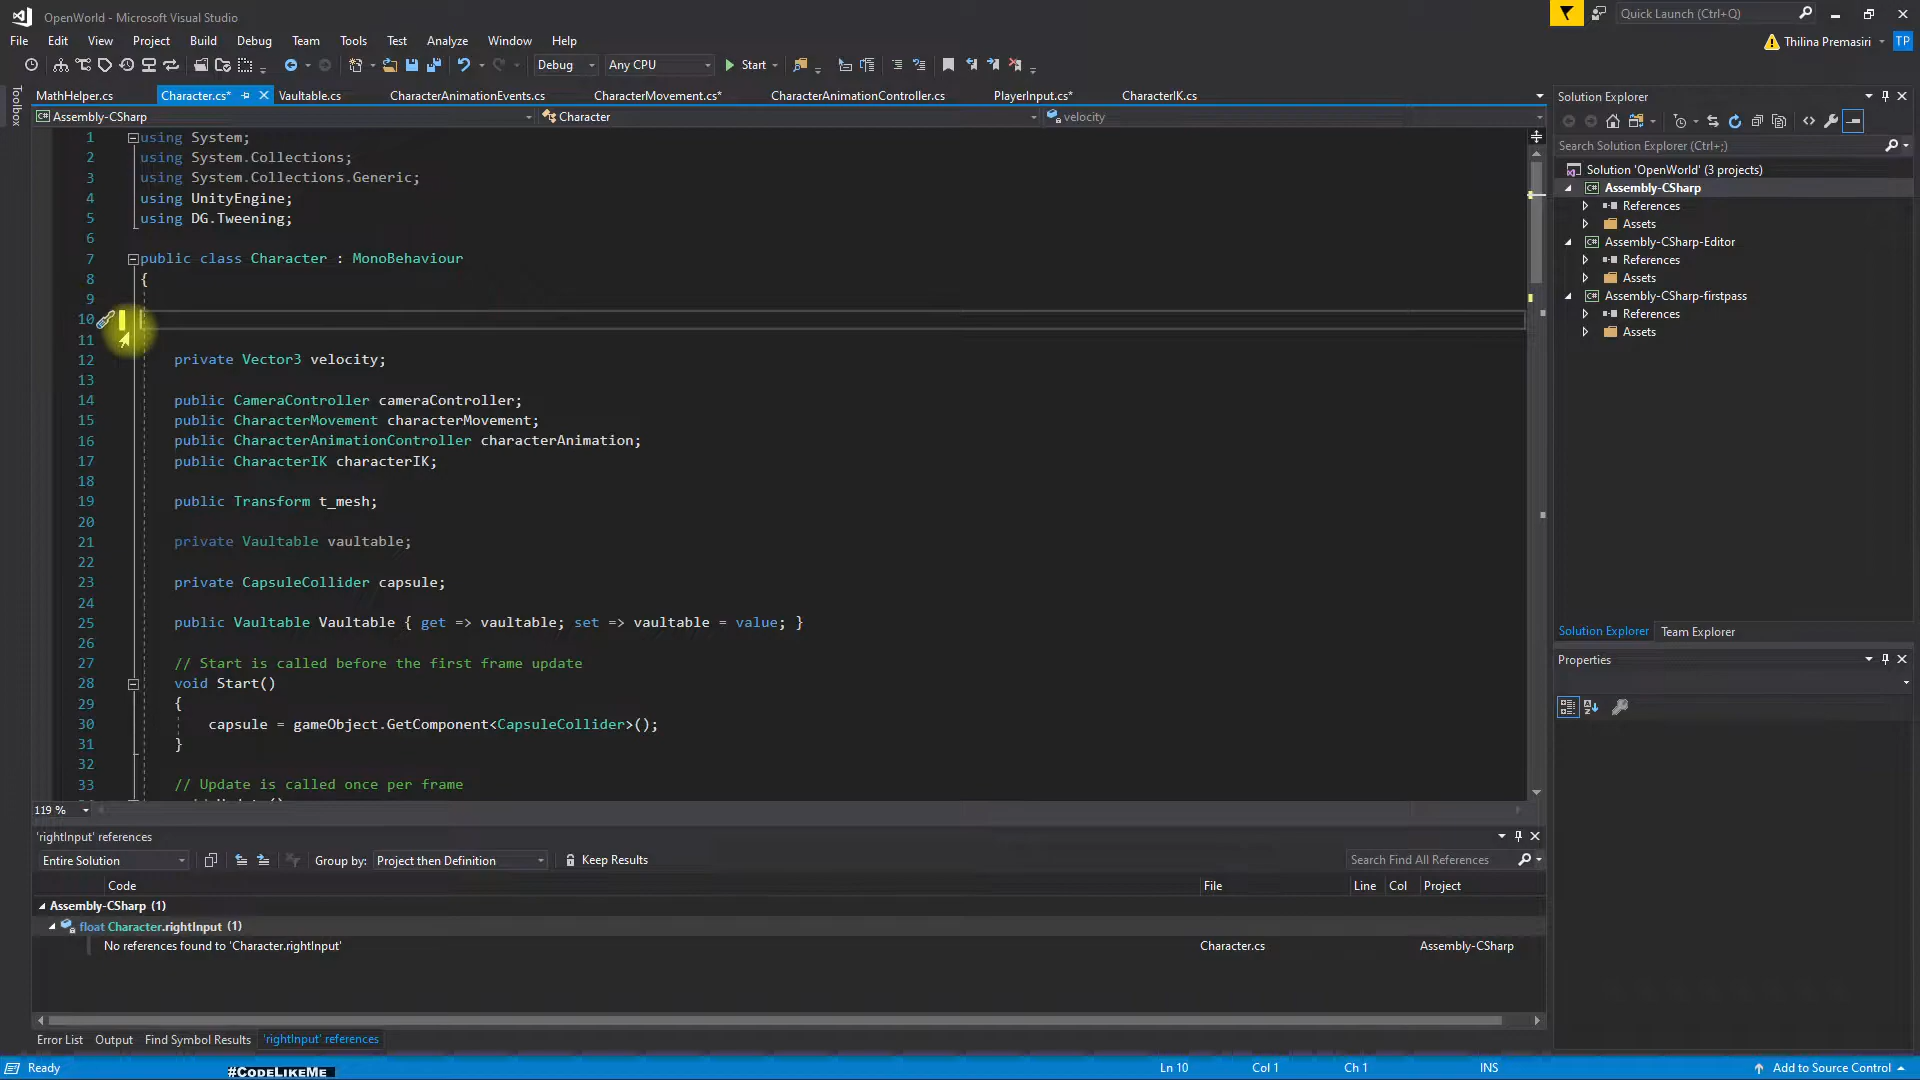 OpenWorld - Microsoft Visual Studio
Quick Launch (Ctrl+Q)
File Edit View Project Build Debug Team Tools Test Analyze Window Help
Thilina Premasiri TP
Debug Any CPU Start
Toolbox
MathHelper.cs Character.cs* Vaultable.cs CharacterAnimationEvents.cs CharacterMovement.cs* CharacterAnimationController.cs PlayerInput.cs* CharacterIK.cs
Assembly-CSharp Character velocity
1 using System;
2 using System.Collections;
3 using System.Collections.Generic;
4 using UnityEngine;
5 using DG.Tweening;
6
7 public class Character : MonoBehaviour
8 {
9
10
11
12 private Vector3 velocity;
13
14 public CameraController cameraController;
15 public CharacterMovement characterMovement;
16 public CharacterAnimationController characterAnimation;
17 public CharacterIK characterIK;
18
19 public Transform t_mesh;
20
21 private Vaultable vaultable;
22
23 private CapsuleCollider capsule;
24
25 public Vaultable Vaultable { get => vaultable; set => vaultable = value; }
26
27 // Start is called before the first frame update
28 void Start()
29 {
30 capsule = gameObject.GetComponent<CapsuleCollider>();
31 }
32
33 // Update is called once per frame
119 %
Solution Explorer
Search Solution Explorer (Ctrl+;)
Solution 'OpenWorld' (3 projects)
Assembly-CSharp
References
Assets
Assembly-CSharp-Editor
References
Assets
Assembly-CSharp-firstpass
References
Assets
Solution Explorer Team Explorer
Properties
'rightInput' references
Entire Solution Group by: Project then Definition Keep Results Search Find All References
Code File Line Col Project
Assembly-CSharp (1)
float Character.rightInput (1)
No references found to 'Character.rightInput' Character.cs Assembly-CSharp
Error List Output Find Symbol Results 'rightInput' references
Ready #CodeLikeMe Ln 10 Col 1 Ch 1 INS Add to Source Control